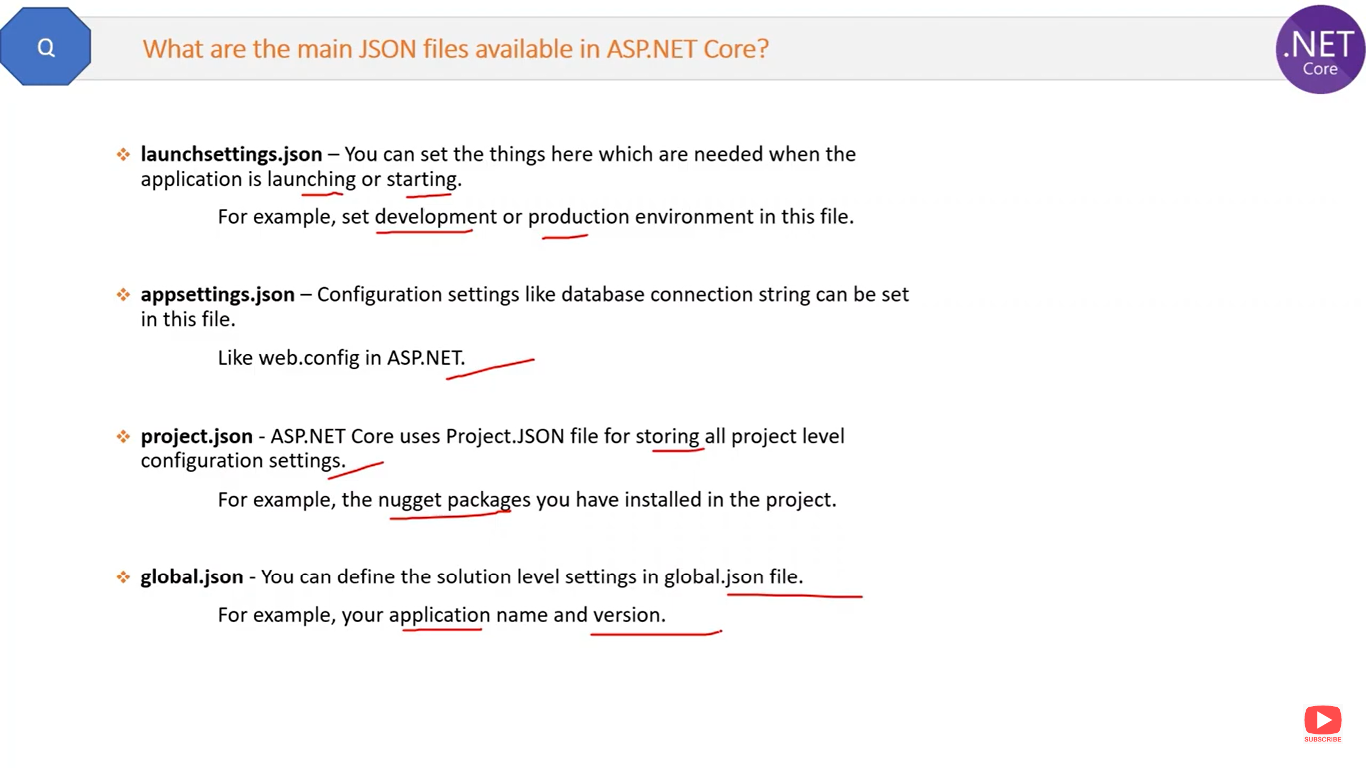 Q
What are the main JSON files available in ASP.NET Core?
.NET
Core
launchsettings.json – You can set the things here which are needed when the
application is launching or starting.
For example, set development or production environment in this file.
appsettings.json – Configuration settings like database connection string can be set
in this file.
Like web.config in ASP.NET.
project.json - ASP.NET Core uses Project.JSON file for storing all project level
configuration settings.
For example, the nugget packages you have installed in the project.
global.json - You can define the solution level settings in global.json file.
For example, your application name and version.
SUBSCRIBE